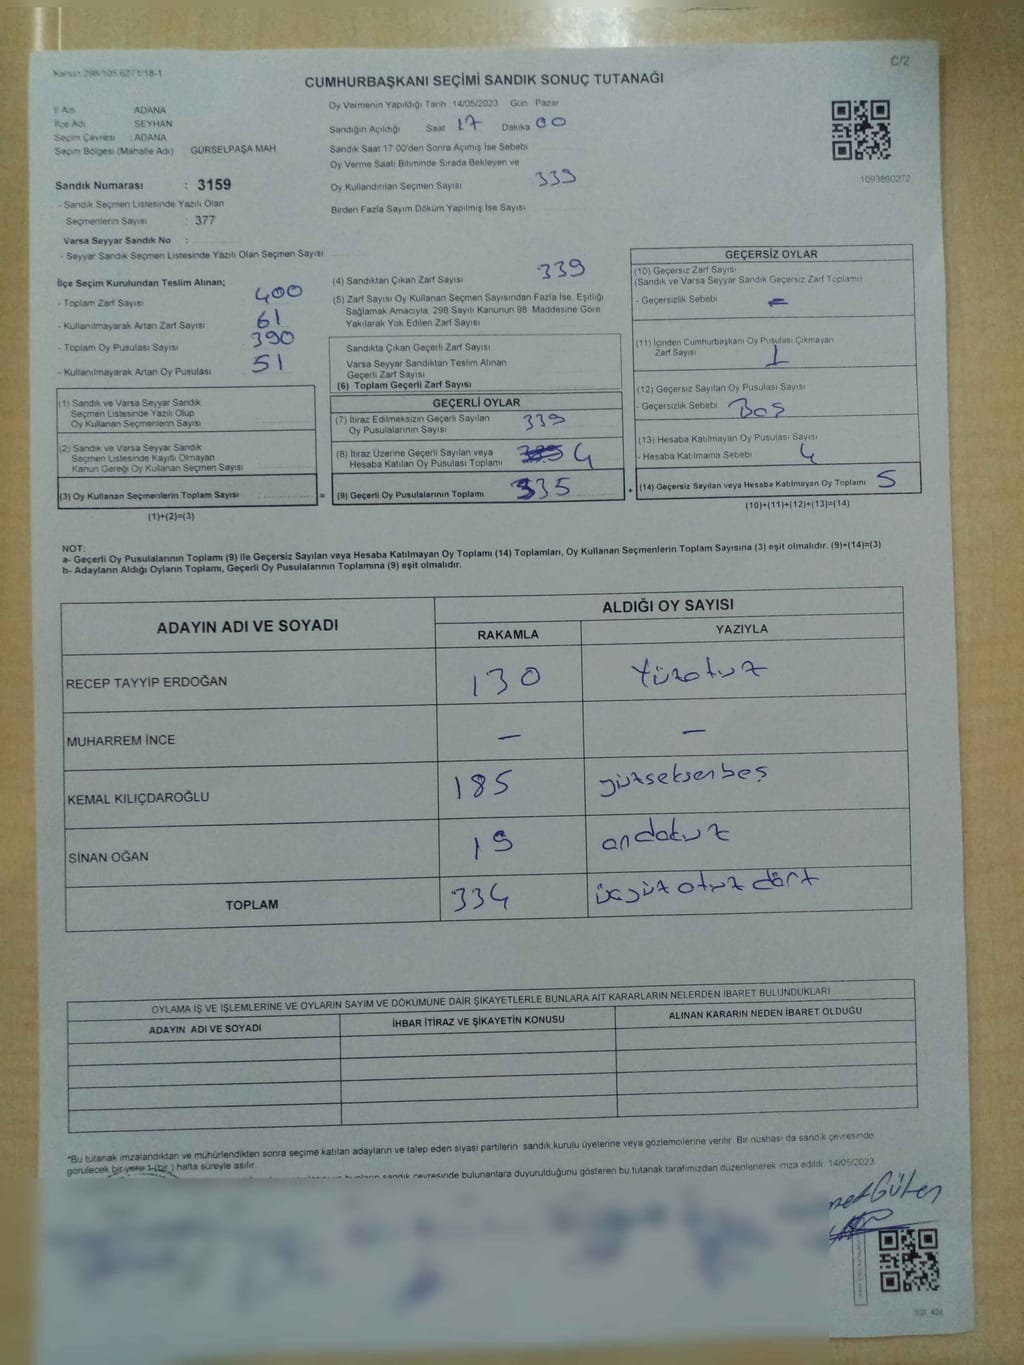 Kanun: 298/105.6271/18-1
C/2
CUMHURBAŞKANI SEÇİMİ SANDIK SONUÇ TUTANAĞI
İl Adı : ADANA
İlçe Adı : SEYHAN
Seçim Çevresi : ADANA
Seçim Bölgesi (Mahalle Adı) GÜRSELPAŞA MAH.
Sandık Numarası : 3159
- Sandık Seçmen Listesinde Yazılı Olan
Seçmenlerin Sayısı : 377
Varsa Seyyar Sandık No :
- Seyyar Sandık Seçmen Listesinde Yazılı Olan Seçmen Sayısı
Oy Vermenin Yapıldığı Tarih 14/05/2023 Gün Pazar
Sandığın Açıldığı Saat 17 Dakika 00
Sandık Saat 17.00'den Sonra Açımış İse Sebebi
Oy Verme Saati Bitiminde Sırada Bekleyen ve
Oy Kullandırılan Seçmen Sayısı 339
Birden Fazla Sayım Döküm Yapılmış İse Sayısı
1093860272
İlçe Seçim Kurulundan Teslim Alınan;
- Toplam Zarf Sayısı 400
- Kullanılmayarak Artan Zarf Sayısı 61
- Toplam Oy Pusulası Sayısı 390
- Kullanılmayarak Artan Oy Pusulası 51
(1) Sandık ve Varsa Seyyar Sandık
Seçmen Listesinde Yazılı Olup
Oy Kullanan Seçmenlerin Sayısı
(2) Sandık ve Varsa Seyyar Sandık
Seçmen Listesinde Kayıtlı Olmayan
Kanun Gereği Oy Kullanan Seçmen Sayısı
(3) Oy Kullanan Seçmenlerin Toplam Sayısı =
(1)+(2)=(3)
(4) Sandıktan Çıkan Zarf Sayısı 339
(5) Zarf Sayısı Oy Kullanan Seçmen Sayısından Fazla İse, Eşitliği
Sağlamak Amacıyla, 298 Sayılı Kanunun 98. Maddesine Göre
Yakılarak Yok Edilen Zarf Sayısı
Sandıkta Çıkan Geçerli Zarf Sayısı
Varsa Seyyar Sandıktan Teslim Alınan
Geçerli Zarf Sayısı
(6) Toplam Geçerli Zarf Sayısı
GEÇERLİ OYLAR
(7) İtiraz Edilmeksizin Geçerli Sayılan
Oy Pusulalarının Sayısı 339
(8) İtiraz Üzerine Geçerli Sayılan veya
Hesaba Katılan Oy Pusulası Toplamı 4
(9) Geçerli Oy Pusulalarının Toplamı 335 +
GEÇERSİZ OYLAR
(10) Geçersiz Zarf Sayısı
(Sandık ve Varsa Seyyar Sandık Geçersiz Zarf Toplamı)
- Geçersizlik Sebebi -
(11) İçinden Cumhurbaşkanı Oy Pusulası Çıkmayan
Zarf Sayısı 1
(12) Geçersiz Sayılan Oy Pusulası Sayısı
- Geçersizlik Sebebi Boş
(13) Hesaba Katılmayan Oy Pusulası Sayısı
- Hesaba Katılmama Sebebi 4
(14) Geçersiz Sayılan veya Hesaba Katılmayan Oy Toplamı 5
(10)+(11)+(12)+(13)=(14)
NOT:
a- Geçerli Oy Pusulalarının Toplamı (9) ile Geçersiz Sayılan veya Hesaba Katılmayan Oy Toplamı (14) Toplamları, Oy Kullanan Seçmenlerin Toplam Sayısına (3) eşit olmalıdır. (9)+(14)=(3)
b- Adayların Aldığı Oyların Toplamı, Geçerli Oy Pusulalarının Toplamına (9) eşit olmalıdır.
ADAYIN ADI VE SOYADI
ALDIĞI OY SAYISI
RAKAMLA YAZIYLA
RECEP TAYYİP ERDOĞAN 130 Yüzotuz
MUHARREM İNCE - -
KEMAL KILIÇDAROĞLU 185 yüzseksenbeş
SİNAN OĞAN 19 ondokuz
TOPLAM 334 üçyüz otuz dört
OYLAMA İŞ VE İŞLEMLERİNE VE OYLARIN SAYIM VE DÖKÜMÜNE DAİR ŞİKAYETLERLE BUNLARA AİT KARARLARIN NELERDEN İBARET BULUNDUKLARI
ADAYIN ADI VE SOYADI İHBAR İTİRAZ VE ŞİKAYETİN KONUSU ALINAN KARARIN NEDEN İBARET OLDUĞU
*Bu tutanak imzalandıktan ve mühürlendikten sonra seçime katılan adayların ve talep eden siyasi partilerin sandık kurulu üyelerine veya gözlemcilerine verilir. Bir nüshası da sandık çevresinde
görülecek bir yere 1 (bir) hafta süreyle asılır.
bunların sandık çevresinde bulunanlara duyurulduğunu gösteren bu tutanak tarafımızdan düzenlenerek imza edildi. 14/05/2023